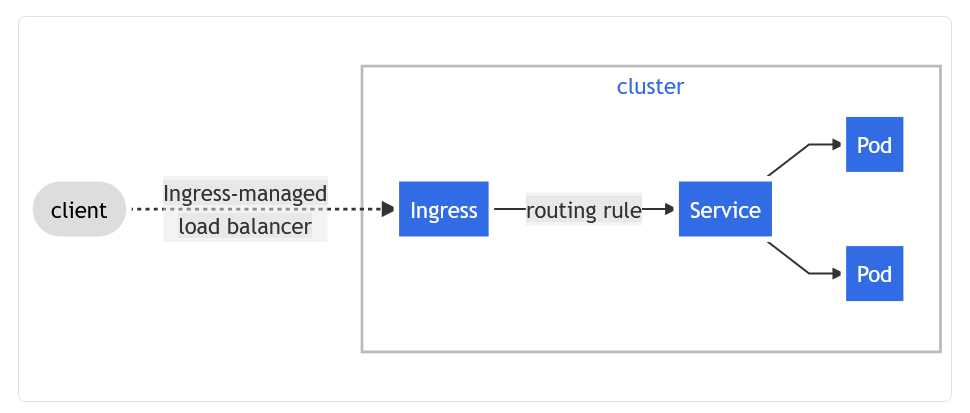 cluster
client
Ingress-managed
load balancer
Ingress
routing rule
Service
Pod
Pod